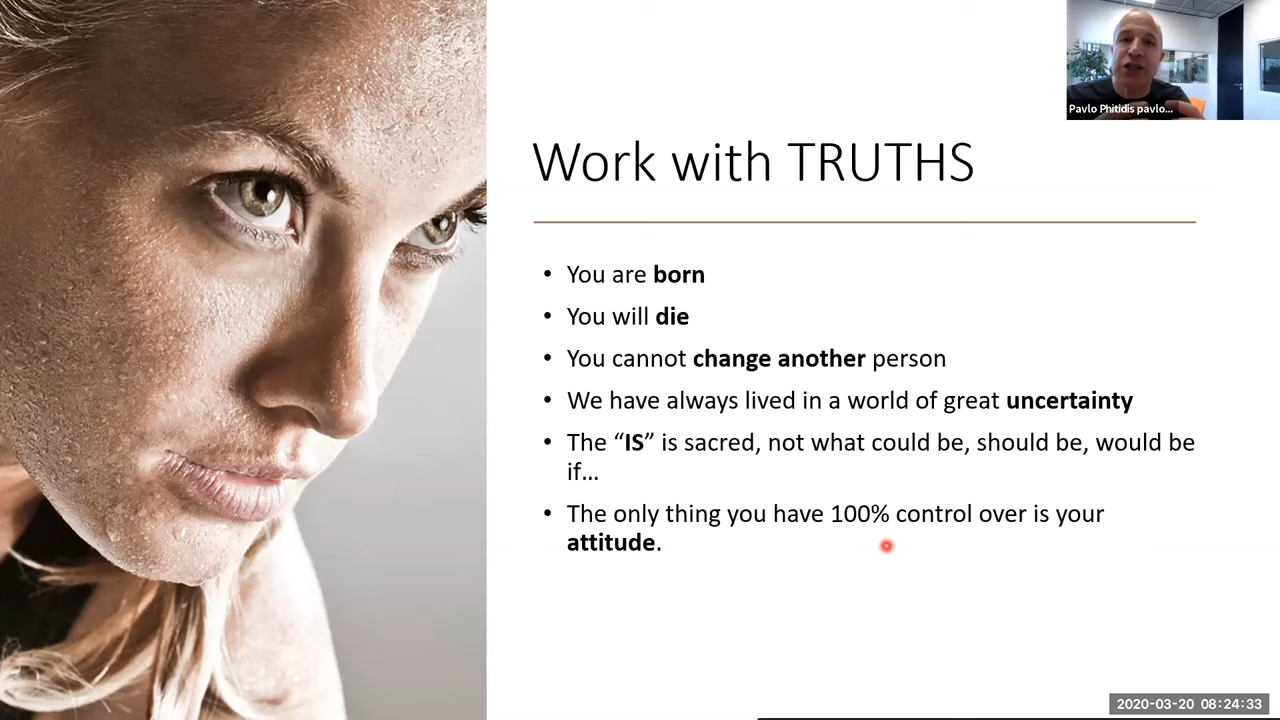 Pavlo Phitidis pavlo...
Work with TRUTHS
• You are born
• You will die
• You cannot change another person
• We have always lived in a world of great uncertainty
• The “IS” is sacred, not what could be, should be, would be
if…
• The only thing you have 100% control over is your
attitude.
2020-03-20 08:24:33